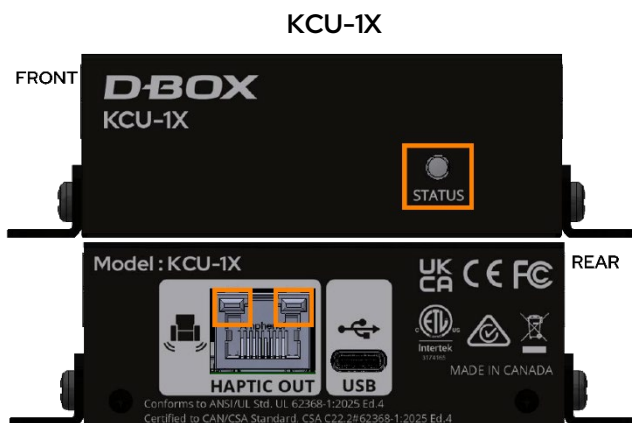 KCU-1X
FRONT
D-BOX
KCU-1X
STATUS
Model : KCU-1X
REAR
UK
CA CE FC
Intertek
MADE IN CANADA
HAPTIC OUT
USB
Conforms to ANSI/UL Std. UL 62368-1:2025 Ed.4
Certified to CAN/CSA Standard. CSA C22.2#62368-1:2025 Ed.4